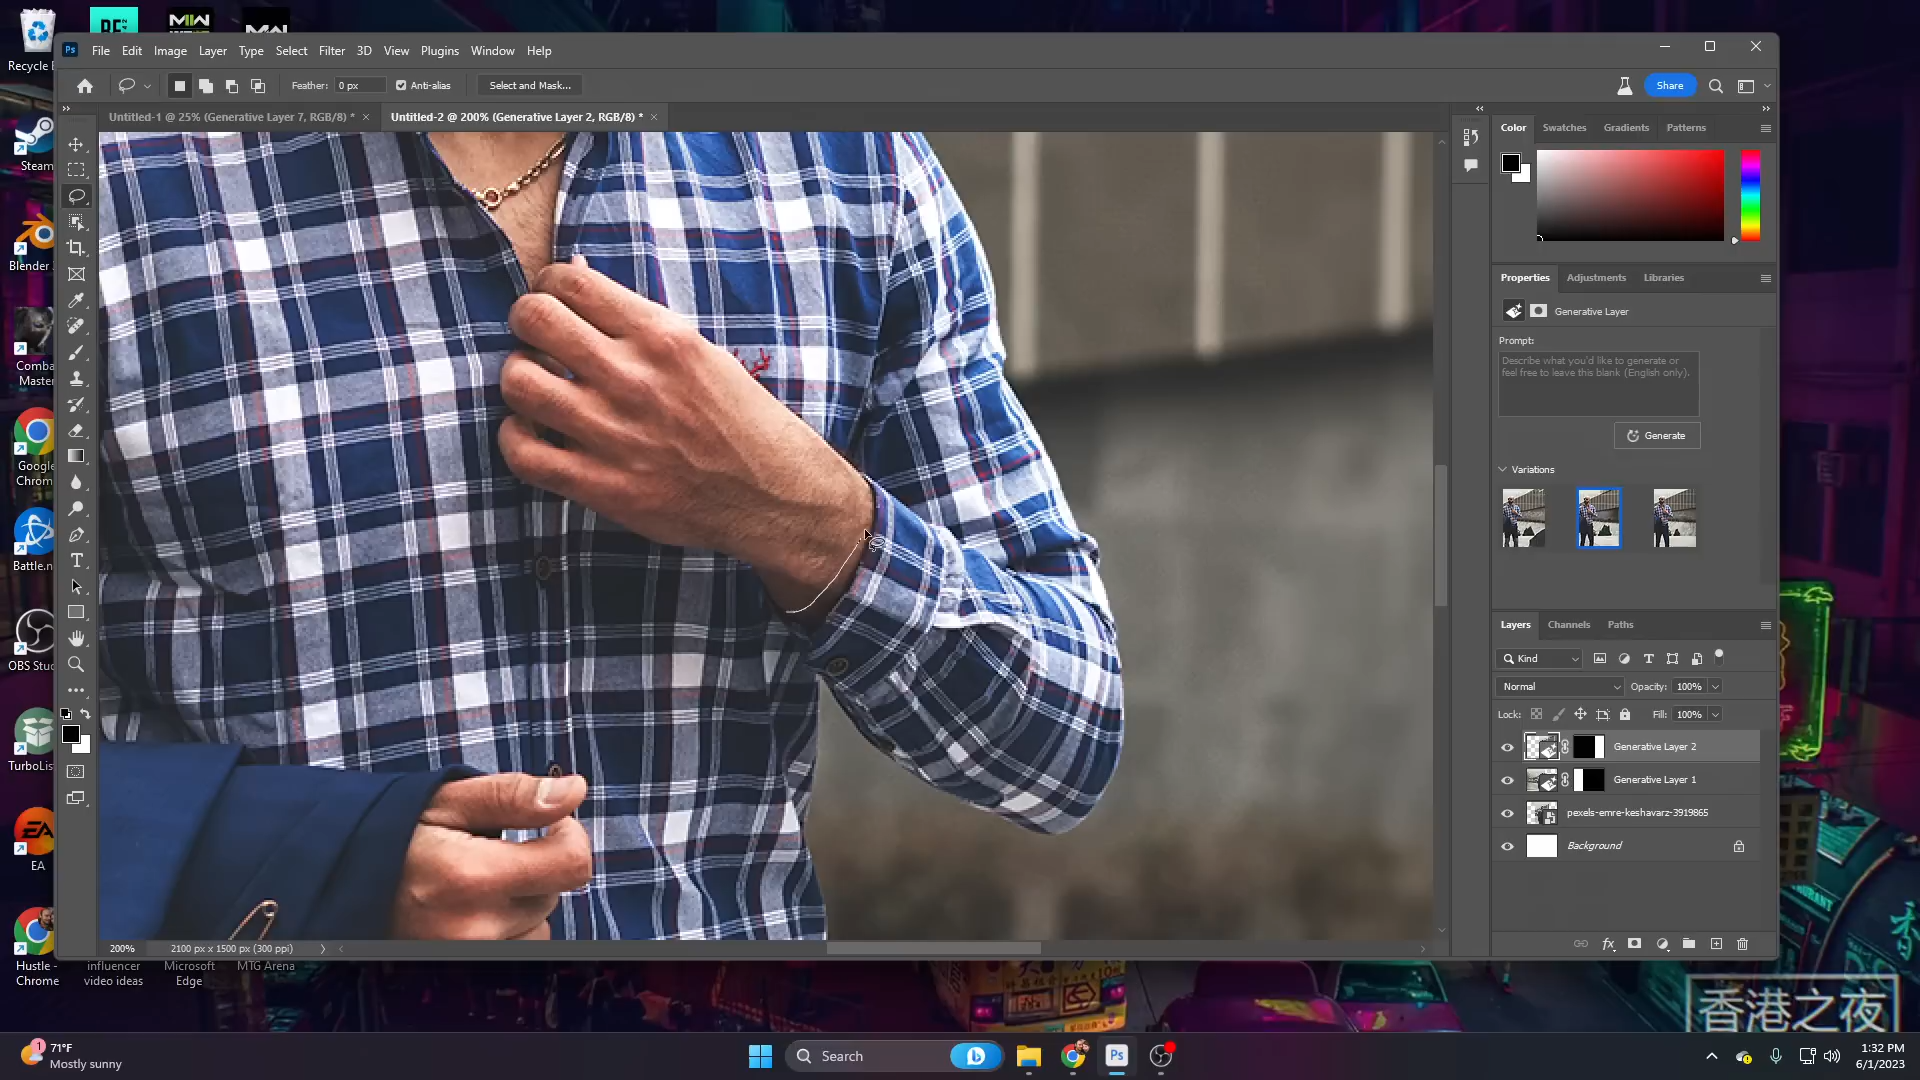 Recycle
Steam
Blender
Comba
Master
Google
Chrom
Battle.n
OBS Stud
TurboLis
EA
Hustle -
Chrome
influencer
video ideas
Microsoft
Edge
MTG Arena
Ps
File Edit Image Layer Type Select Filter 3D View Plugins Window Help
Feather: 0 px Anti-alias Select and Mask... Share
Untitled-1 @ 25% (Generative Layer 7, RGB/8) * ×
Untitled-2 @ 200% (Generative Layer 2, RGB/8) * ×
Color Swatches Gradients Patterns
Properties Adjustments Libraries
Generative Layer
Prompt:
Describe what you'd like to generate or
feel free to leave this blank (English only).
Generate
Variations
Layers Channels Paths
Kind
Normal Opacity: 100%
Lock: Fill: 100%
Generative Layer 2
Generative Layer 1
pexels-emre-keshavarz-3919865
Background
fx
200% 2100 px x 1500 px (300 ppi)
香港之夜
1
71°F
Mostly sunny
Search
Ps
1:32 PM
6/1/2023